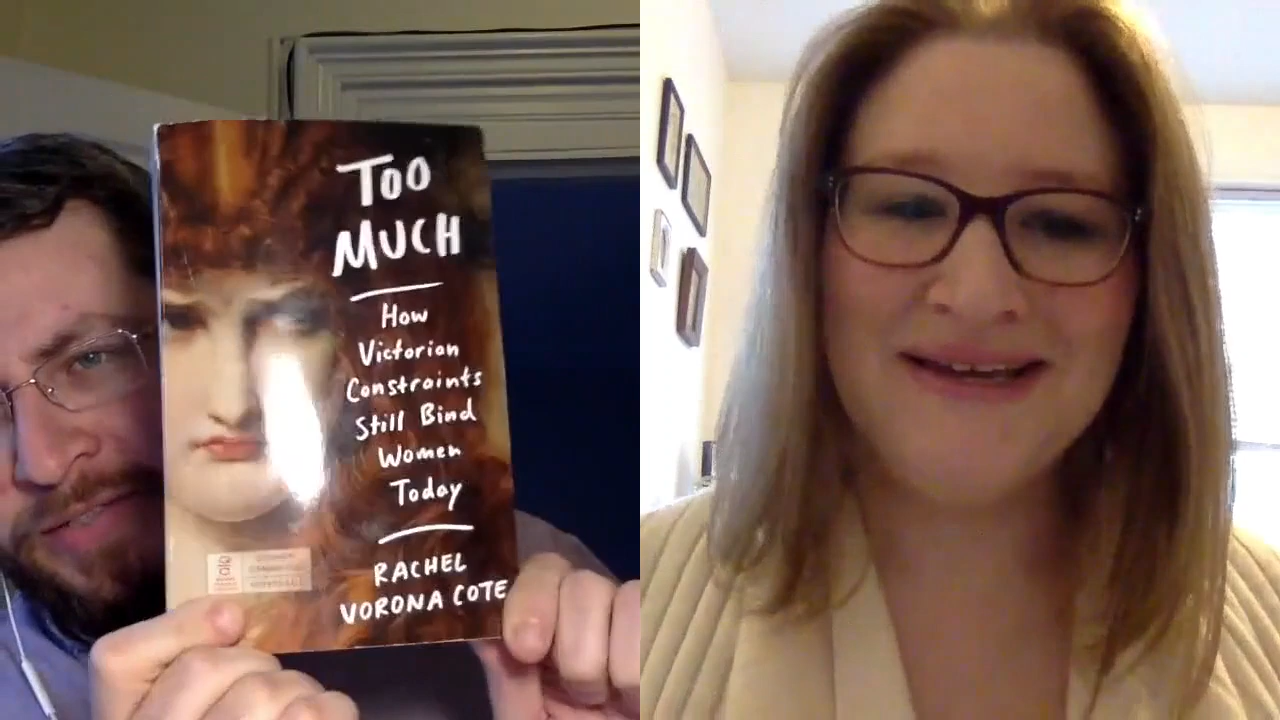 TOO
MUCH
How
Victorian
Constraints
Still Bind
Women
Today
RACHEL
VORONA COTE